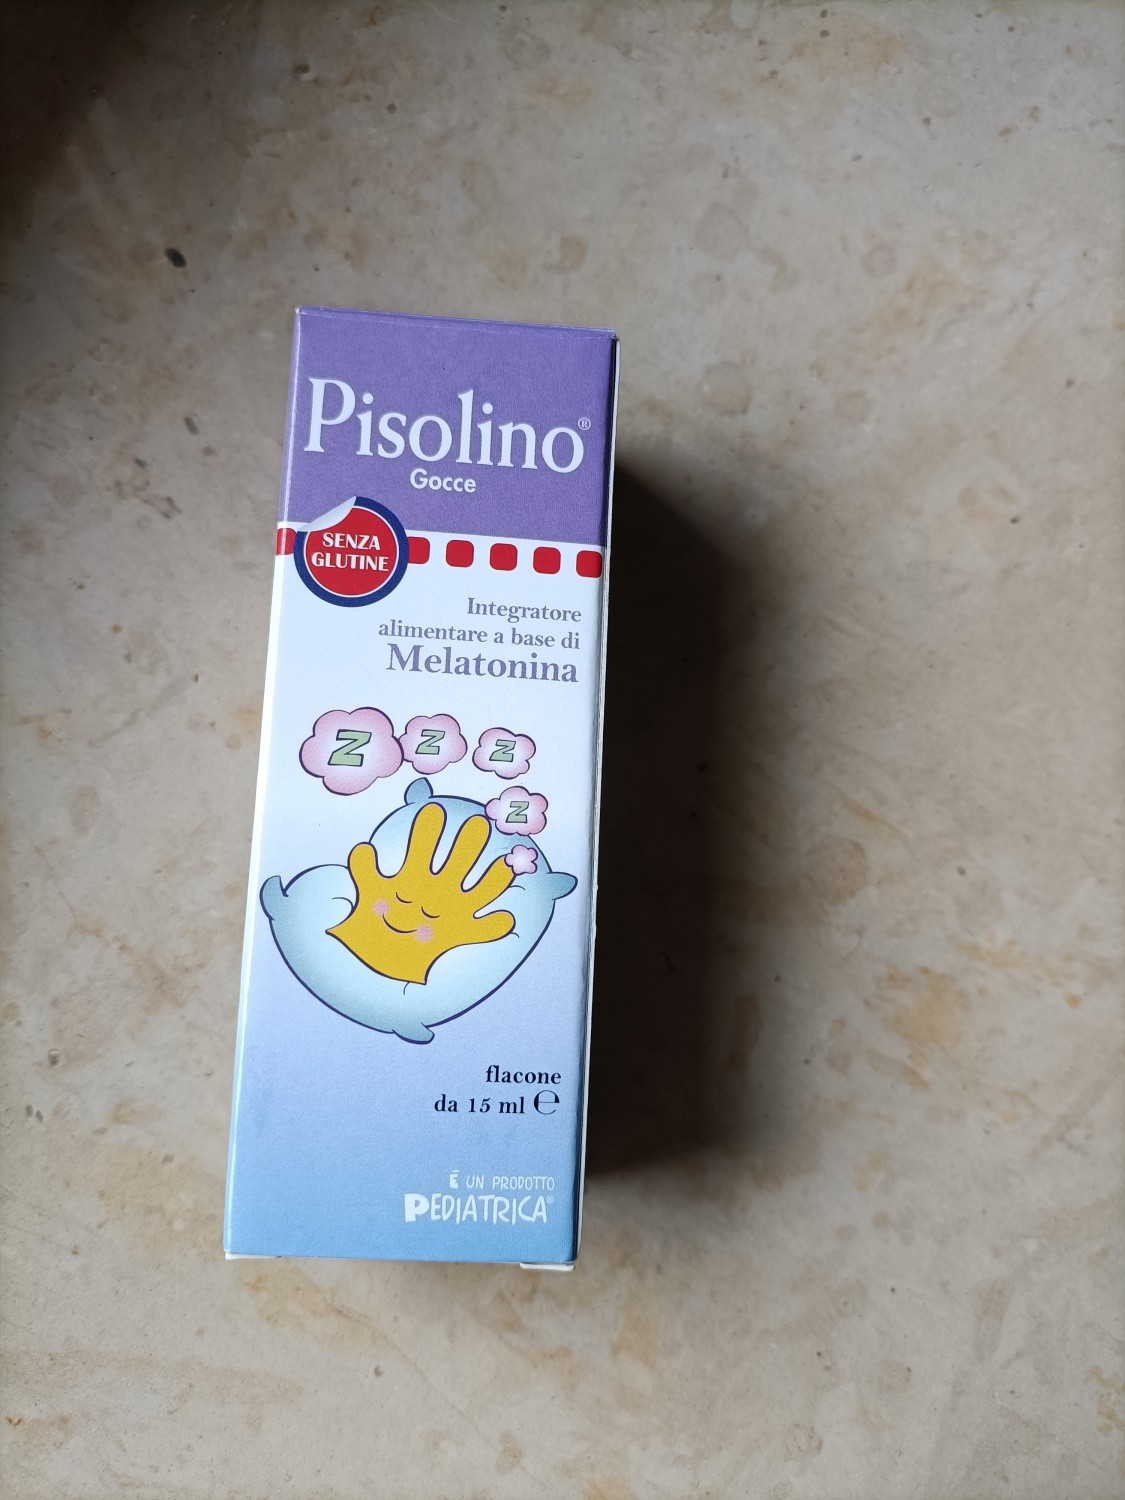 Pisolino®
Gocce
SENZA
GLUTINE
Integratore
alimentare a base di
Melatonina
Z Z Z
Z
flacone
da 15 ml ℮
È UN PRODOTTO
PEDIATRICA®